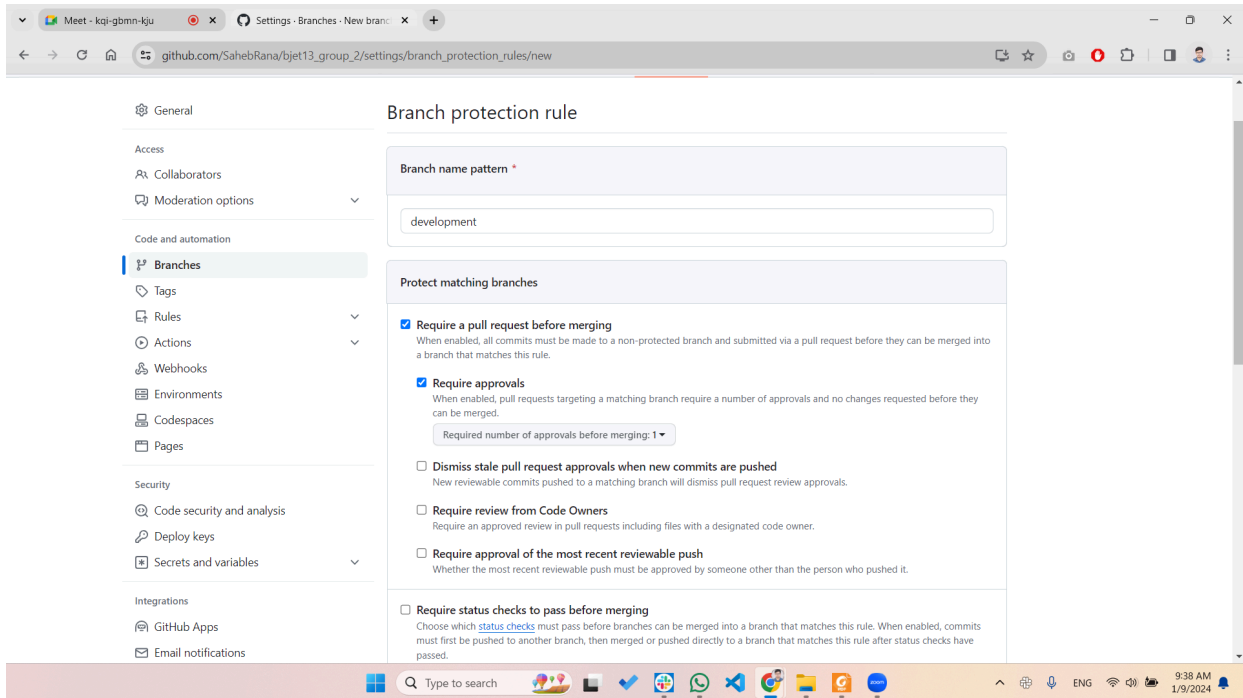 Meet - kqi-gbmn-kju
Settings · Branches · New branc
github.com/SahebRana/bjet13_group_2/settings/branch_protection_rules/new
General
Access
Collaborators
Moderation options
Code and automation
Branches
Tags
Rules
Actions
Webhooks
Environments
Codespaces
Pages
Security
Code security and analysis
Deploy keys
Secrets and variables
Integrations
GitHub Apps
Email notifications
Branch protection rule
Branch name pattern *
development
Protect matching branches
Require a pull request before merging
When enabled, all commits must be made to a non-protected branch and submitted via a pull request before they can be merged into
a branch that matches this rule.
Require approvals
When enabled, pull requests targeting a matching branch require a number of approvals and no changes requested before they
can be merged.
Required number of approvals before merging: 1
Dismiss stale pull request approvals when new commits are pushed
New reviewable commits pushed to a matching branch will dismiss pull request review approvals.
Require review from Code Owners
Require an approved review in pull requests including files with a designated code owner.
Require approval of the most recent reviewable push
Whether the most recent reviewable push must be approved by someone other than the person who pushed it.
Require status checks to pass before merging
Choose which status checks must pass before branches can be merged into a branch that matches this rule. When enabled, commits
must first be pushed to another branch, then merged or pushed directly to a branch that matches this rule after status checks have
passed.
Type to search
zoom
ENG
9:38 AM
1/9/2024